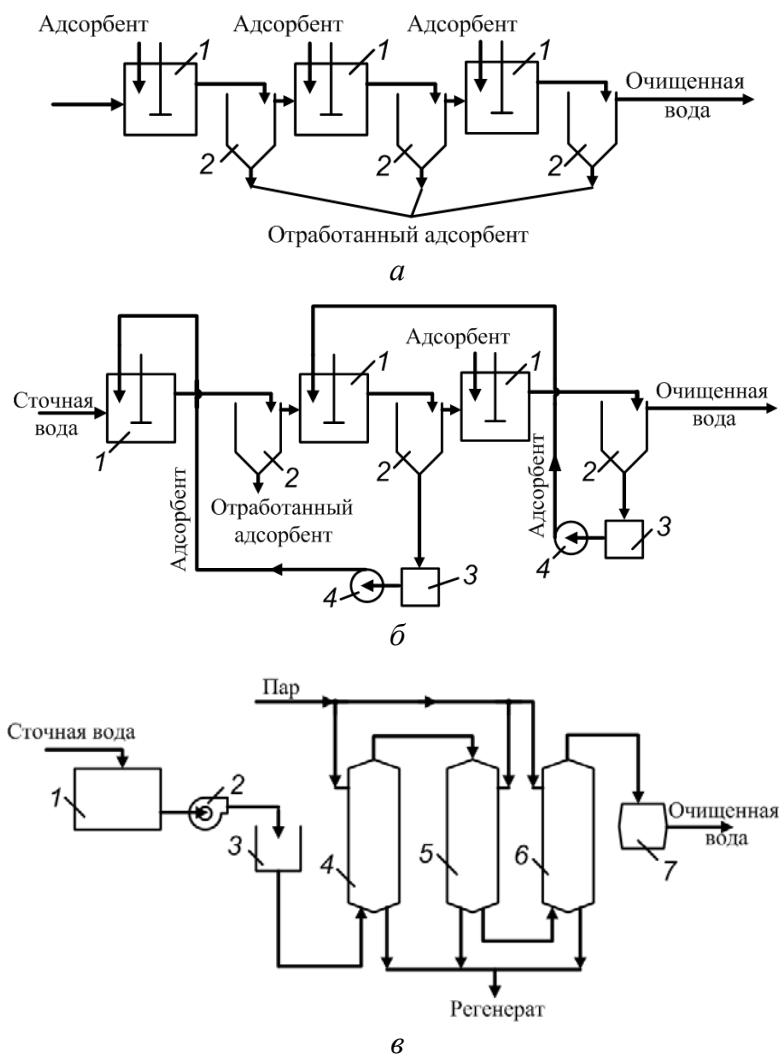 Адсорбент Адсорбент Адсорбент
1 1 1
Очищенная
вода
2 2 2
Отработанный адсорбент
а
Адсорбент
1 1
Сточная
вода
Очищенная
вода
1 2 2 2
Отработанный
адсорбент
Адсорбент
Адсорбент
3
4
3
4
б
Пар
Сточная вода
1 2
3 4 5 6
Очищенная
вода
7
Регенерат
в